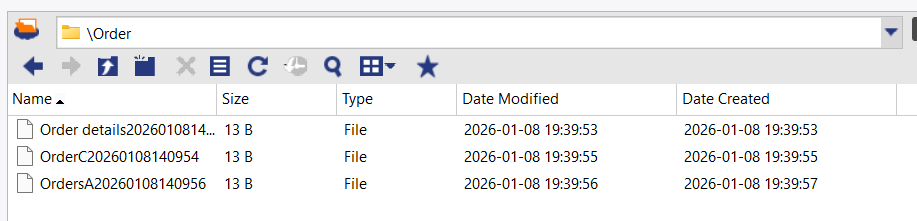 \Order
Name Size Type Date Modified Date Created
Order details2026010814... 13 B File 2026-01-08 19:39:53 2026-01-08 19:39:53
OrderC20260108140954 13 B File 2026-01-08 19:39:55 2026-01-08 19:39:55
OrdersA20260108140956 13 B File 2026-01-08 19:39:56 2026-01-08 19:39:57